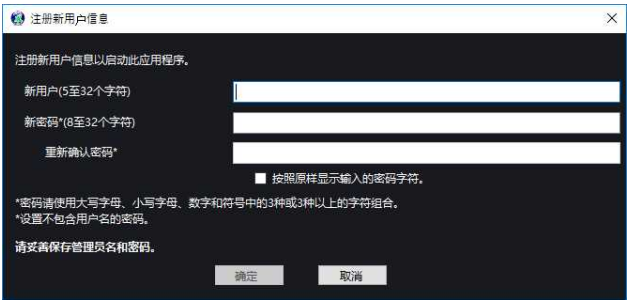 注册新用户信息
注册新用户信息以启动此应用程序。
新用户(5至32个字符)
新密码*(8至32个字符)
重新确认密码*
按照原样显示输入的密码字符。
*密码请使用大写字母、小写字母、数字和符号中的3种或3种以上的字符组合。
*设置不包含用户名的密码。
请妥善保存管理员名和密码。
确定 取消